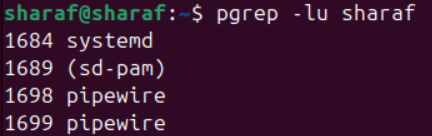 sharaf@sharaf:~$ pgrep -lu sharaf
1684 systemd
1689 (sd-pam)
1698 pipewire
1699 pipewire